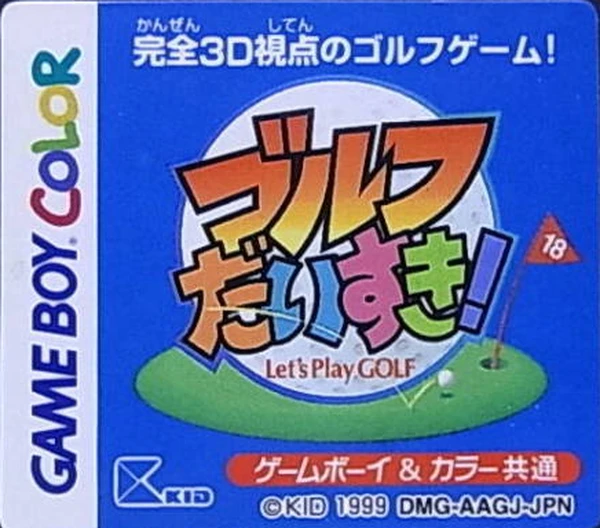 GAME BOY COLOR
かんぜん してん
完全3D視点のゴルフゲーム!
ゴルフ
だいすき!
18
Let's Play GOLF
KID
ゲームボーイ & カラー共通
©KID 1999 DMG-AAGJ-JPN